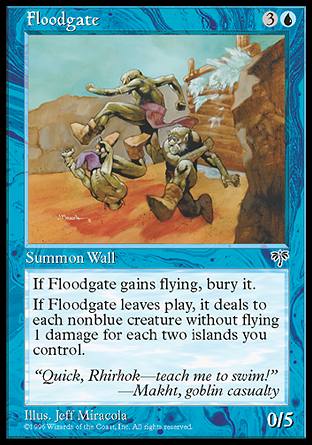 Floodgate 3
J. Miracola
Summon Wall
If Floodgate gains flying, bury it.
If Floodgate leaves play, it deals to
each nonblue creature without flying
1 damage for each two islands you
control.
“Quick, Rhirhok—teach me to swim!”
—Makht, goblin casualty
Illus. Jeff Miracola
©1996 Wizards of the Coast, Inc. All rights reserved.
0/5